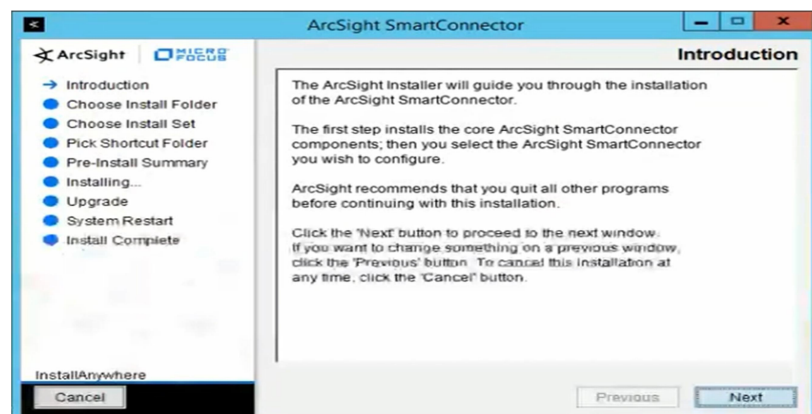 ArcSight SmartConnector
ArcSight MICRO FOCUS
Introduction
Introduction
Choose Install Folder
Choose Install Set
Pick Shortcut Folder
Pre-Install Summary
Installing...
Upgrade
System Restart
Install Complete
The ArcSight Installer will guide you through the installation
of the ArcSight SmartConnector.
The first step installs the core ArcSight SmartConnector
components; then you select the ArcSight SmartConnector
you wish to configure.
ArcSight recommends that you quit all other programs
before continuing with this installation.
Click the 'Next' button to proceed to the next window.
If you want to change something on a previous window,
click the 'Previous' button. To cancel this installation at
any time, click the 'Cancel' button.
InstallAnywhere
Cancel
Previous
Next